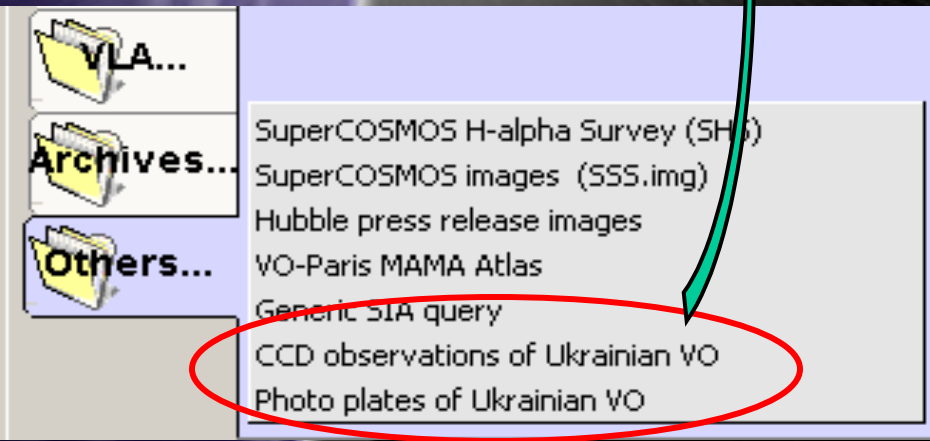 VLA...
Archives...
Others...
SuperCOSMOS H-alpha Survey (SHS)
SuperCOSMOS images (SSS.img)
Hubble press release images
VO-Paris MAMA Atlas
Generic SIA query
CCD observations of Ukrainian VO
Photo plates of Ukrainian VO